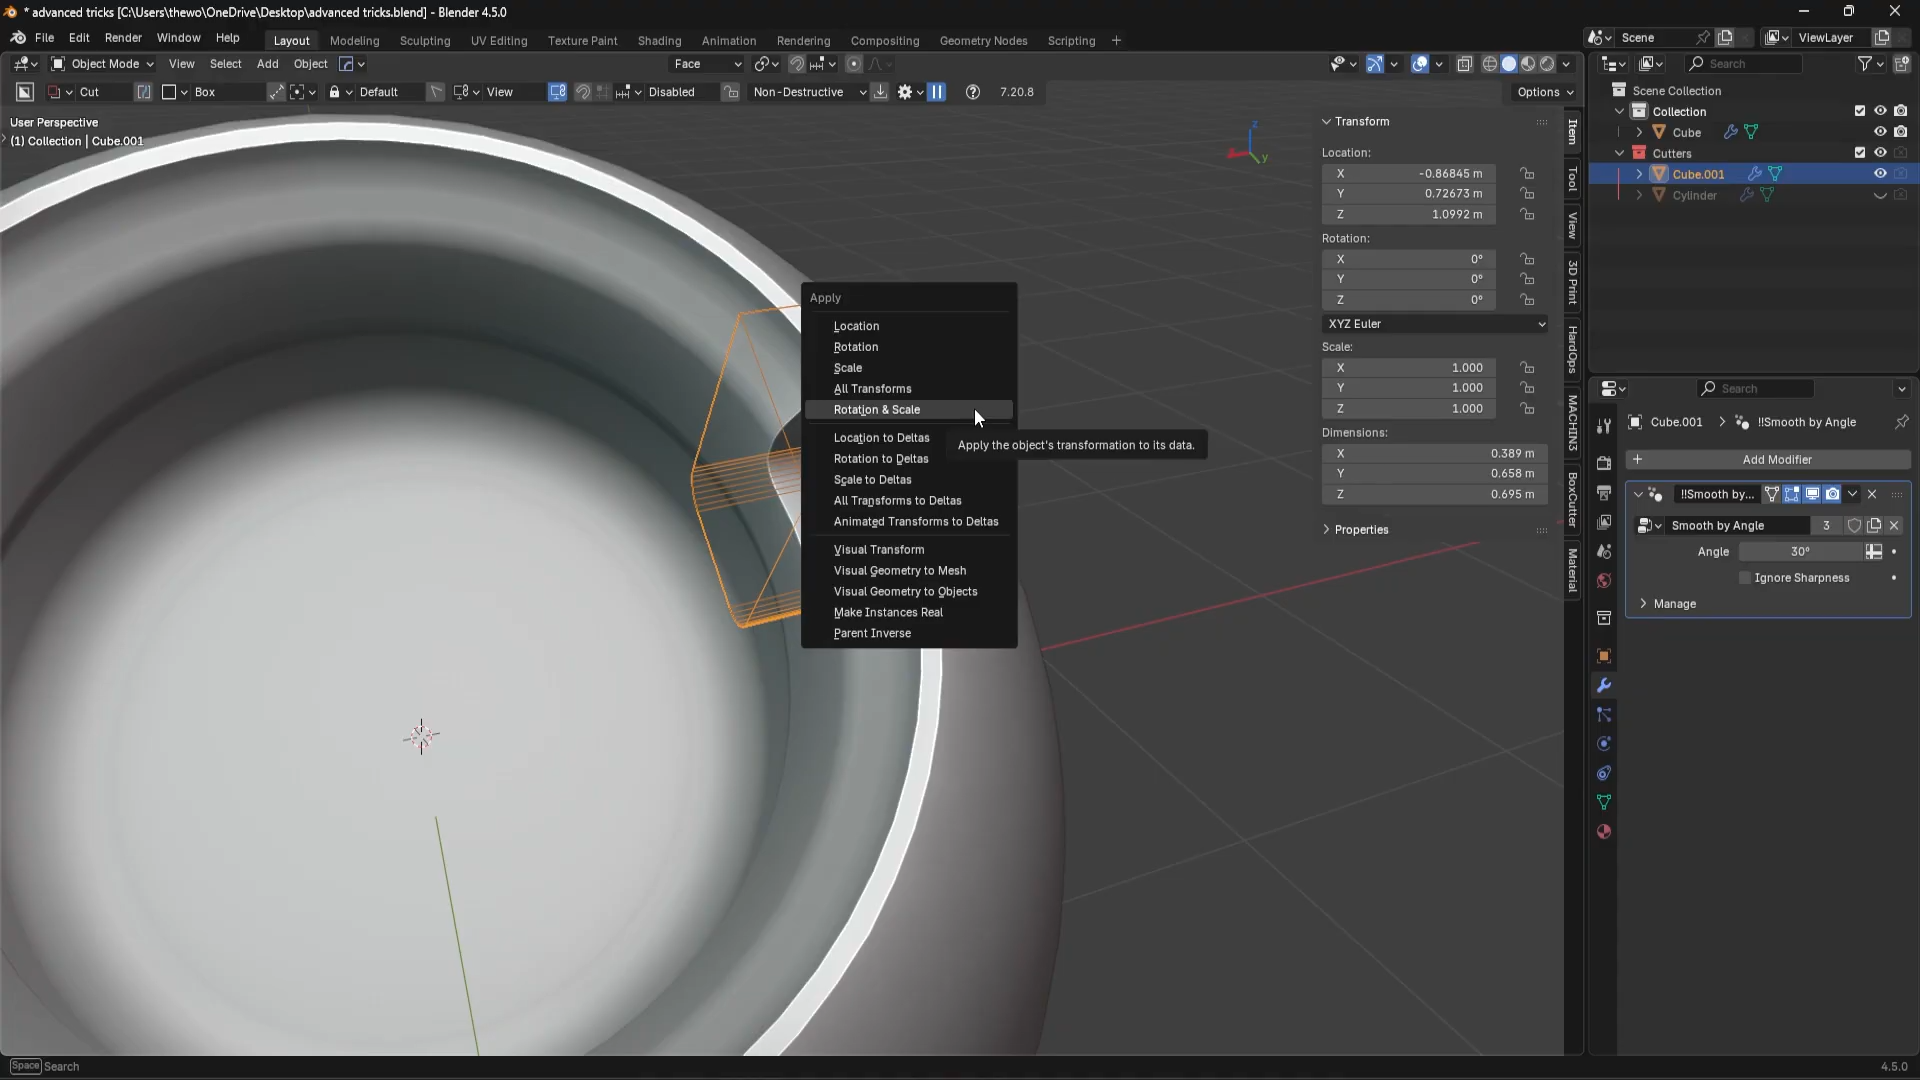 * advanced tricks [C:\Users\thewo\OneDrive\Desktop\advanced tricks.blend] - Blender 4.5.0
File Edit Render Window Help
Layout Modeling Sculpting UV Editing Texture Paint Shading Animation Rendering Compositing Geometry Nodes Scripting +
Scene ViewLayer
Object Mode View Select Add Object Face Search
Cut Box Default View Disabled Non-Destructive 7.20.8 Options
User Perspective
(1) Collection | Cube.001
Scene Collection
Collection
Cube
Cutters
Cube.001
Cylinder
Z
Y
Transform
Location:
X -0.86845 m
Y 0.72673 m
Z 1.0992 m
Rotation:
X 0°
Y 0°
Z 0°
XYZ Euler
Scale:
X 1.000
Y 1.000
Z 1.000
Dimensions:
X 0.389 m
Y 0.658 m
Z 0.695 m
Properties
Item
Tool
View
3D Print
HardOps
MACHIN3
BoxCutter
Material
Apply
Location
Rotation
Scale
All Transforms
Rotation & Scale
Location to Deltas
Rotation to Deltas
Scale to Deltas
All Transforms to Deltas
Animated Transforms to Deltas
Visual Transform
Visual Geometry to Mesh
Visual Geometry to Objects
Make Instances Real
Parent Inverse
Apply the object's transformation to its data.
Search
Cube.001 > !!Smooth by Angle
+ Add Modifier
!!Smooth by...
Smooth by Angle 3
Angle 30°
Ignore Sharpness
Manage
Space Search
4.5.0